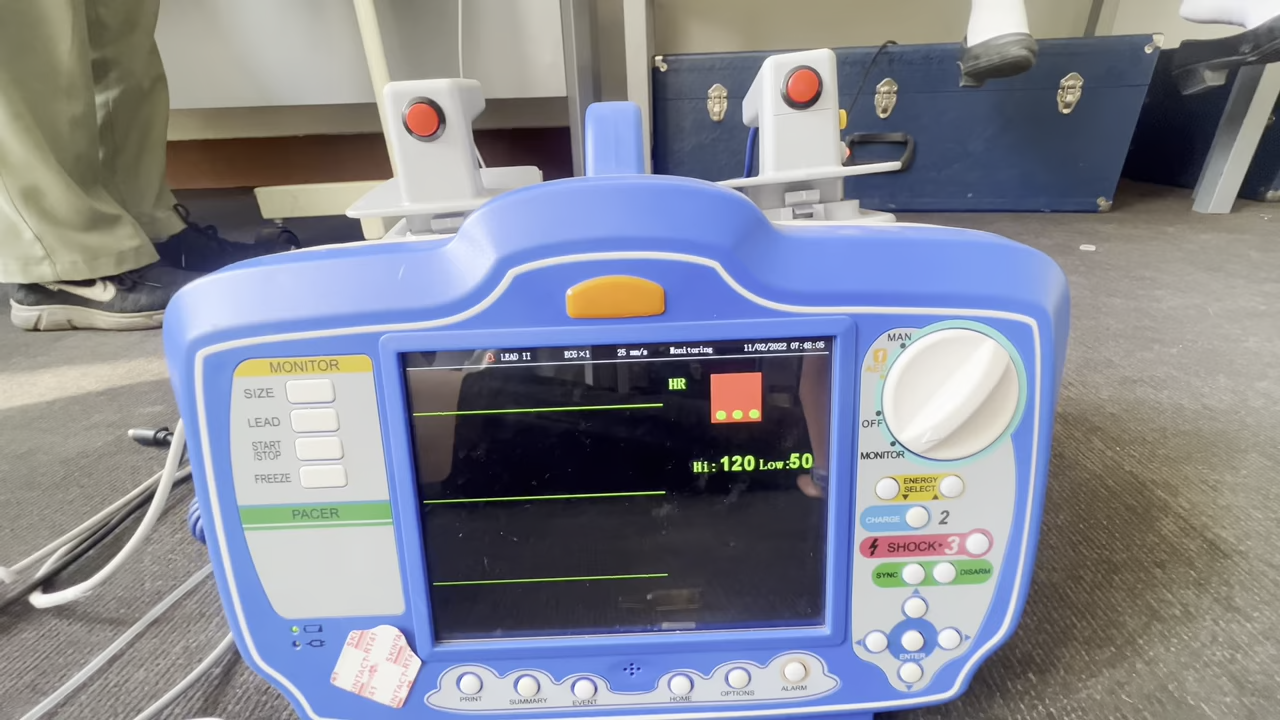 LEAD II ECG×1 25 mm/s Monitoring 11/02/2022 07:48:05
HR
Hi:120 Low:50
MONITOR
SIZE
LEAD
START
/STOP
FREEZE
PACER
MAN
AED
OFF
MONITOR
ENERGY
SELECT
CHARGE 2
SHOCK 3
SYNC DISARM
ENTER
PRINT SUMMARY EVENT HOME OPTIONS ALARM